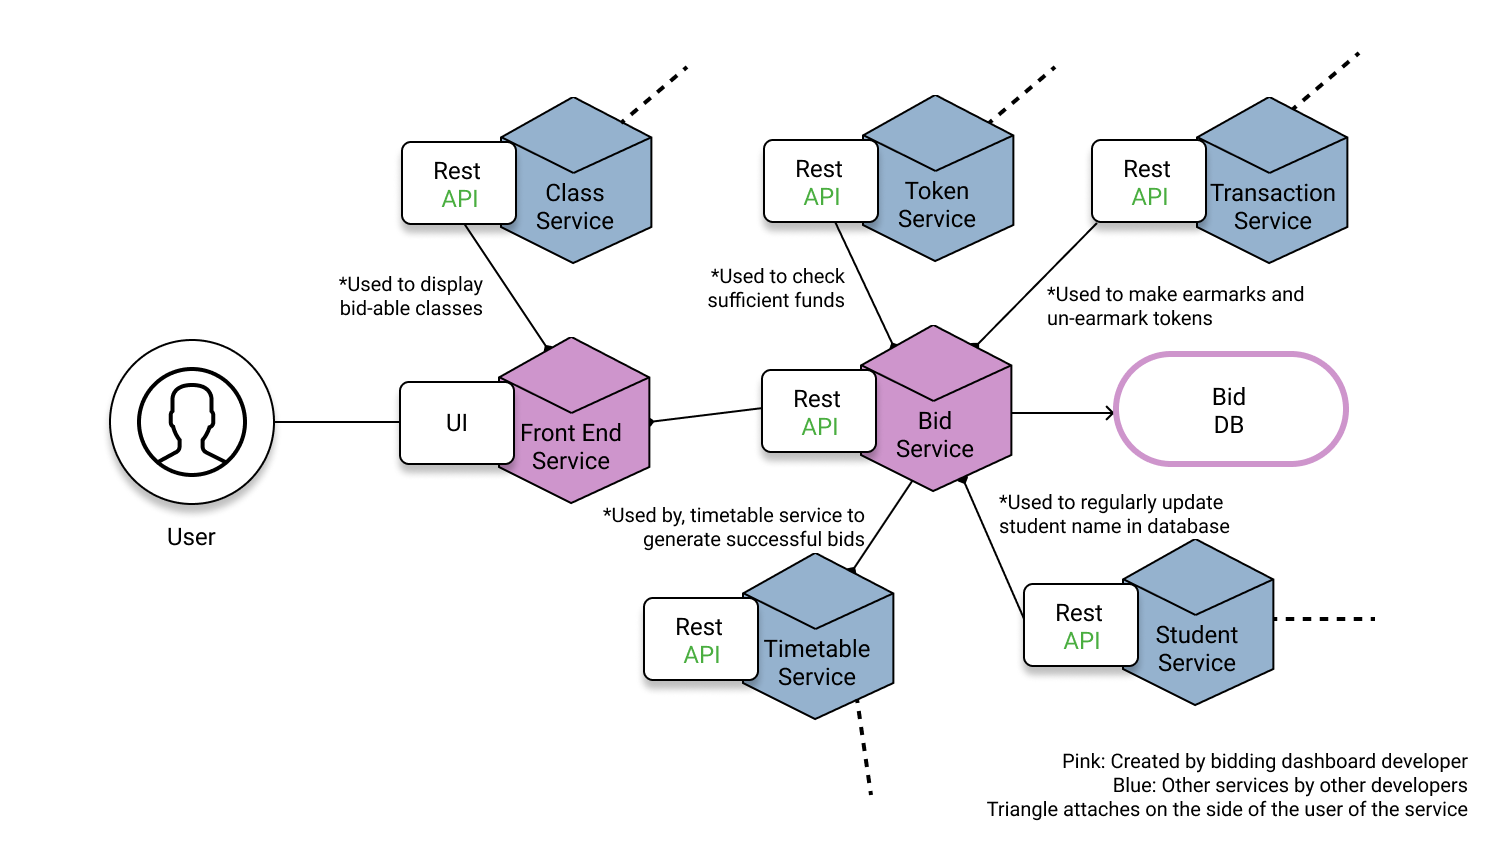 Rest
API
Class
Service
Rest
API
Token
Service
Rest
API
Transaction
Service
*Used to display
bid-able classes
*Used to check
sufficient funds
*Used to make earmarks and
un-earmark tokens
User
UI
Front End
Service
Rest
API
Bid
Service
Bid
DB
*Used by, timetable service to
generate successful bids
*Used to regularly update
student name in database
Rest
API
Timetable
Service
Rest
API
Student
Service
Pink: Created by bidding dashboard developer
Blue: Other services by other developers
Triangle attaches on the side of the user of the service